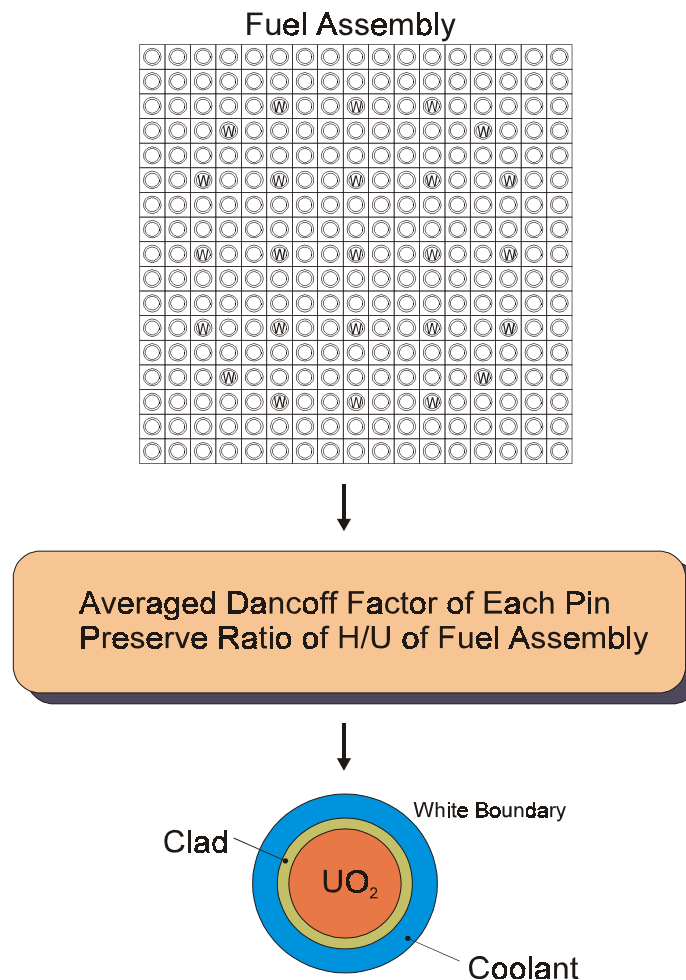 Fuel Assembly
W W W
W W
W W W W W
W W W W W
W W W W W
W W
W W W
Averaged Dancoff Factor of Each Pin
Preserve Ratio of H/U of Fuel Assembly
White Boundary
Clad
UO₂
Coolant